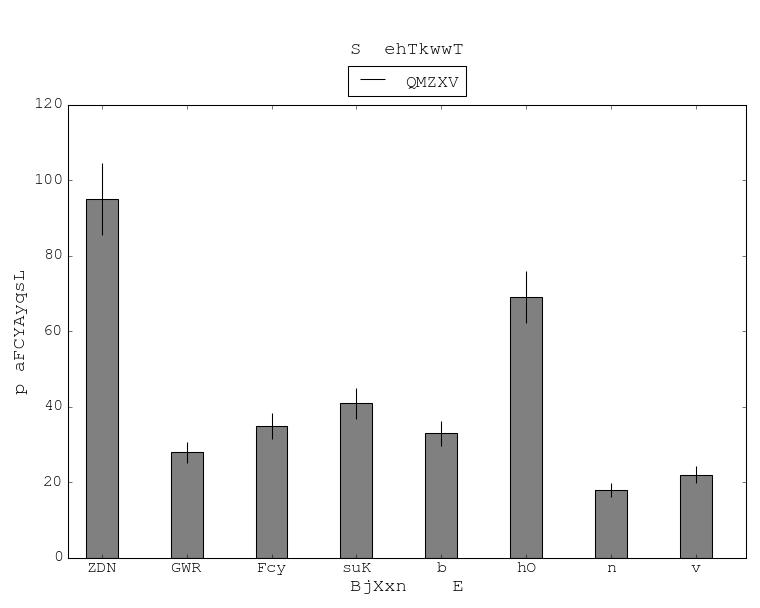 S  ehTkwwT
QMZXV
120
100
80
60
40
20
0
p aFCYAyqsL
ZDN GWR Fcy suK b hO n v
BjXxn    E